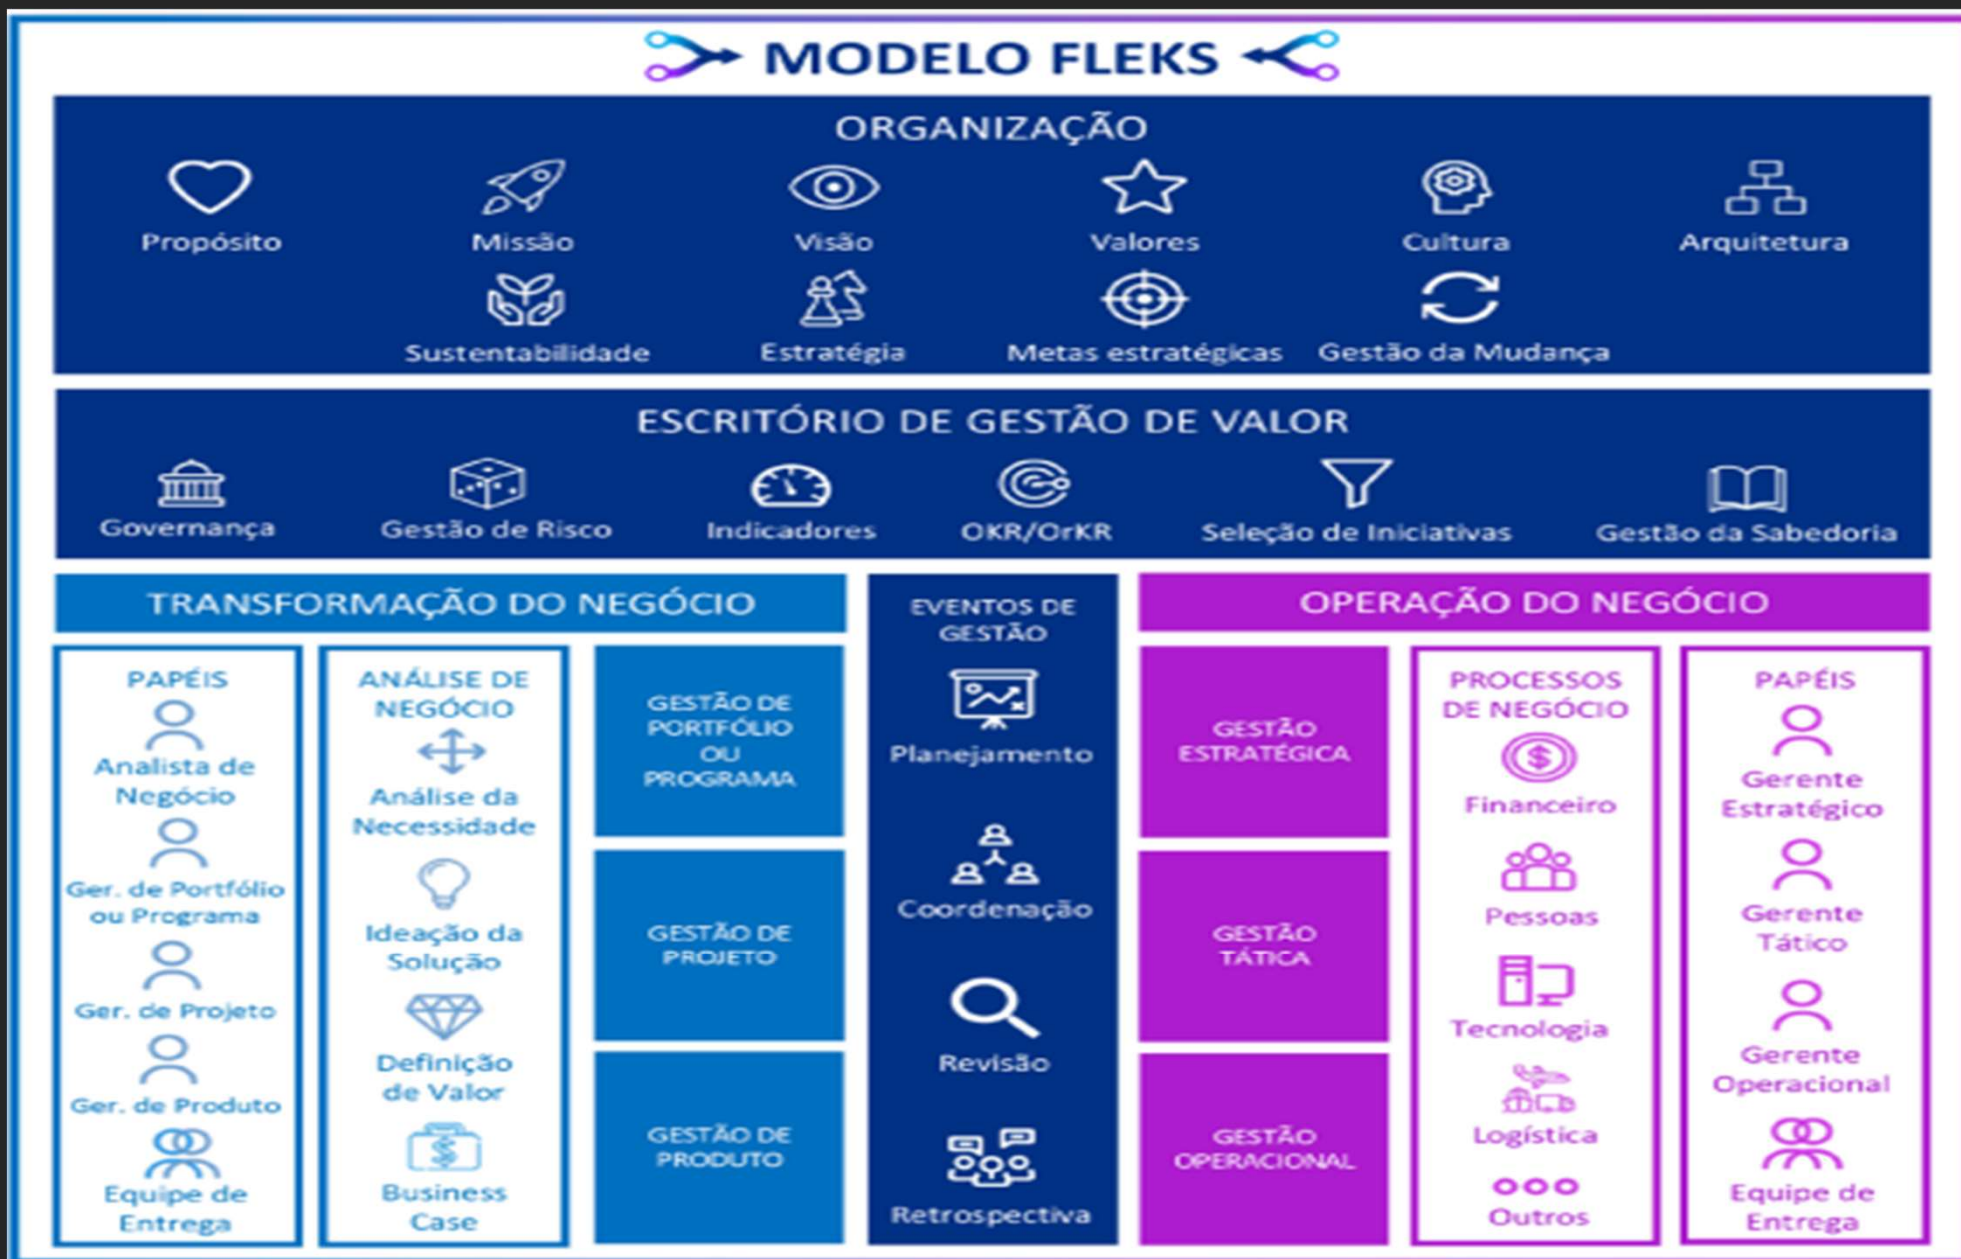 MODELO FLEKS
ORGANIZAÇÃO
Propósito
Missão
Visão
Valores
Cultura
Arquitetura
Sustentabilidade
Estratégia
Metas estratégicas
Gestão da Mudança
ESCRITÓRIO DE GESTÃO DE VALOR
Governança
Gestão de Risco
Indicadores
OKR/OrKR
Seleção de Iniciativas
Gestão da Sabedoria
TRANSFORMAÇÃO DO NEGÓCIO
PAPÉIS
Analista de
Negócio
Ger. de Portfólio
ou Programa
Ger. de Projeto
Ger. de Produto
Equipe de
Entrega
ANÁLISE DE
NEGÓCIO
Análise da
Necessidade
Ideação da
Solução
Definição
de Valor
Business
Case
GESTÃO DE
PORTFÓLIO
OU
PROGRAMA
GESTÃO DE
PROJETO
GESTÃO DE
PRODUTO
EVENTOS DE
GESTÃO
Planejamento
Coordenação
Revisão
Retrospectiva
OPERAÇÃO DO NEGÓCIO
GESTÃO
ESTRATÉGICA
GESTÃO
TÁTICA
GESTÃO
OPERACIONAL
PROCESSOS
DE NEGÓCIO
Financeiro
Pessoas
Tecnologia
Logística
Outros
PAPÉIS
Gerente
Estratégico
Gerente
Tático
Gerente
Operacional
Equipe de
Entrega